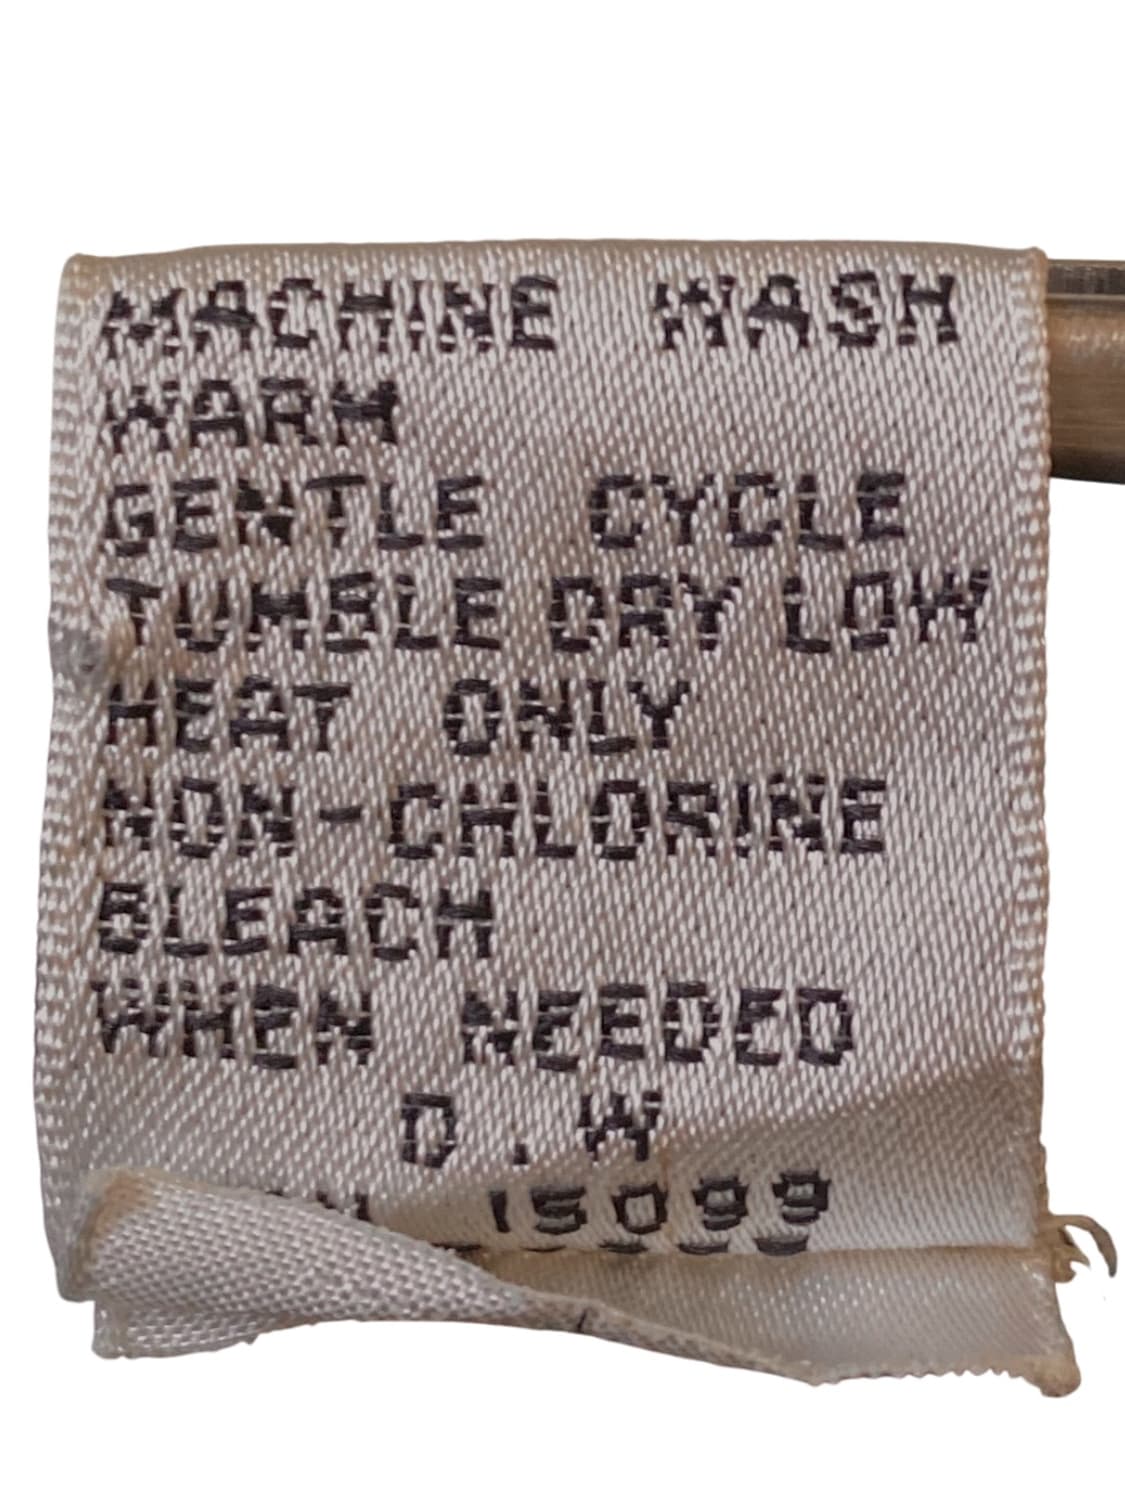 MACHINE WASH
WARM
GENTLE CYCLE
TUMBLE DRY LOW
HEAT ONLY
NON-CHLORINE
BLEACH
WHEN NEEDED
D.W
15099